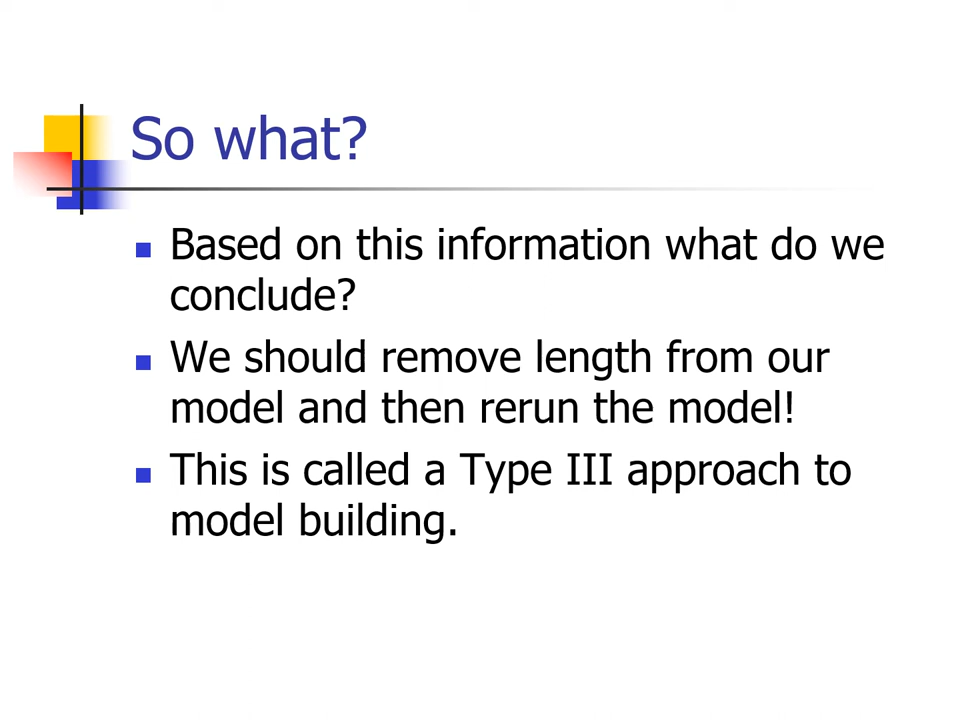 So what?
Based on this information what do we
conclude?
We should remove length from our
model and then rerun the model!
This is called a Type III approach to
model building.